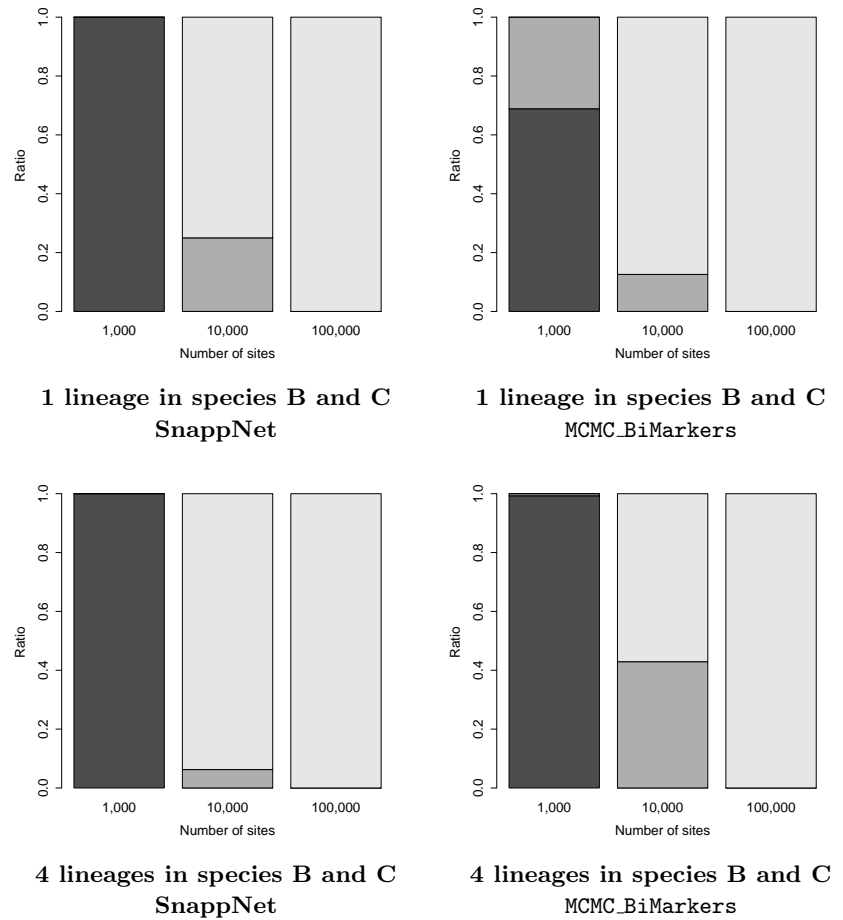 Ratio
0.0 0.2 0.4 0.6 0.8 1.0
1,000 10,000 100,000
Number of sites
1 lineage in species B and C
SnappNet
Ratio
0.0 0.2 0.4 0.6 0.8 1.0
1,000 10,000 100,000
Number of sites
1 lineage in species B and C
MCMC_BiMarkers
Ratio
0.0 0.2 0.4 0.6 0.8 1.0
1,000 10,000 100,000
Number of sites
4 lineages in species B and C
SnappNet
Ratio
0.0 0.2 0.4 0.6 0.8 1.0
1,000 10,000 100,000
Number of sites
4 lineages in species B and C
MCMC_BiMarkers